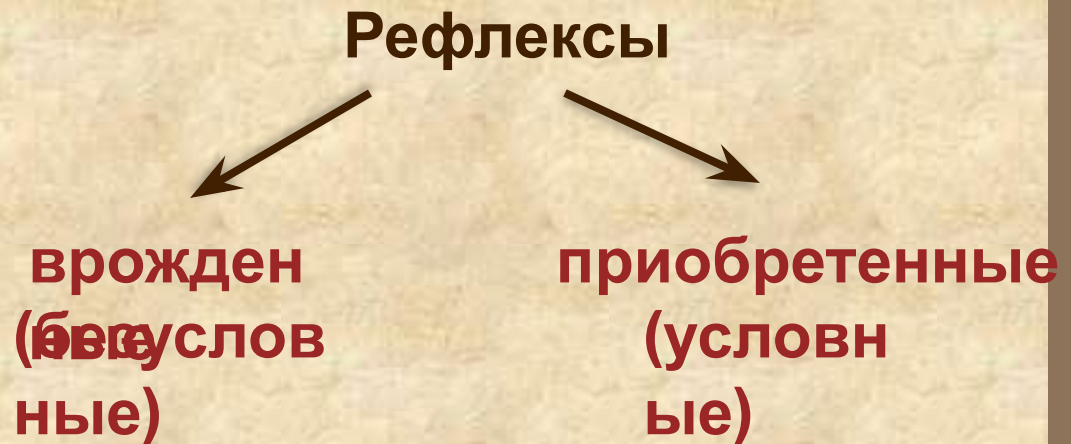 Рефлексы
врожден
ные
(безуслов
ные)
приобретенные
(условн
ые)